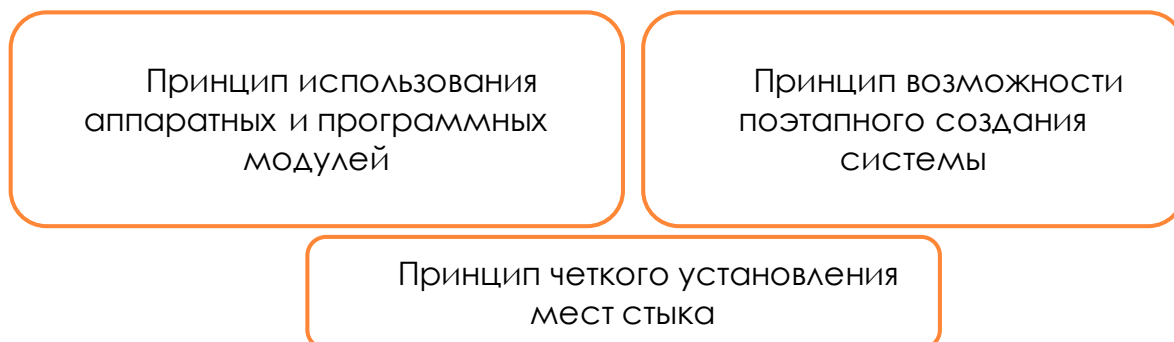 Принцип использования
аппаратных и программных
модулей
Принцип возможности
поэтапного создания
системы
Принцип четкого установления
мест стыка